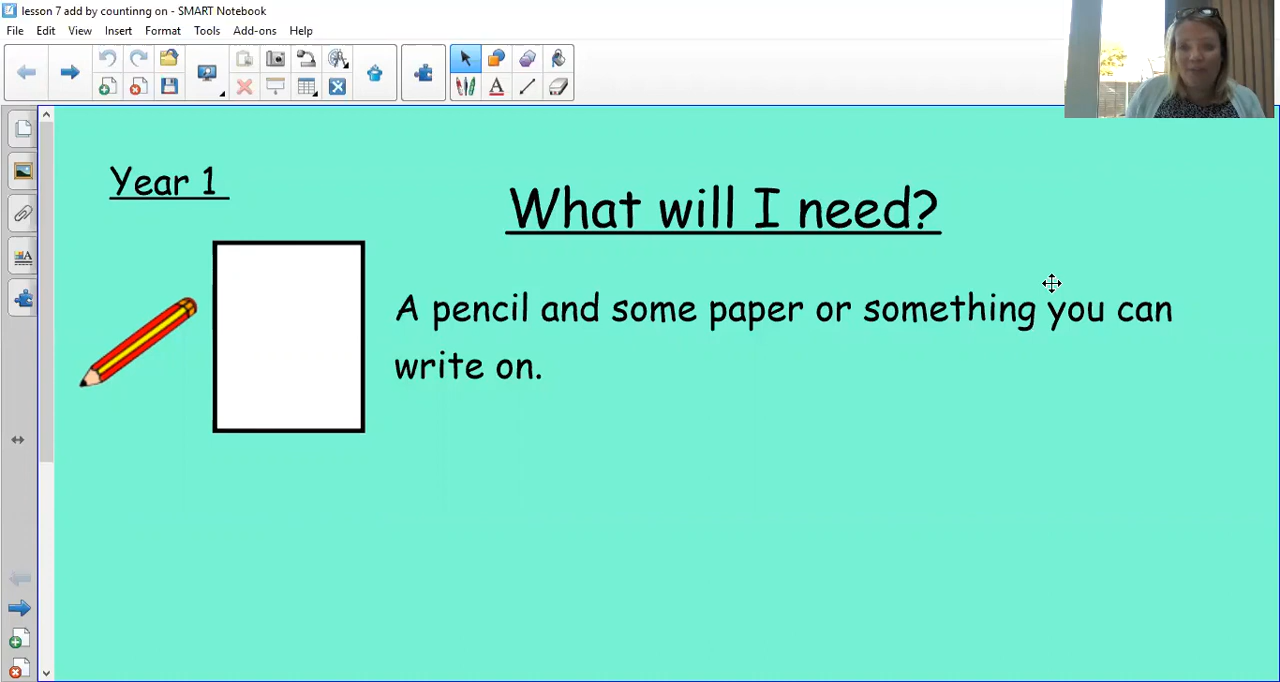 lesson 7 add by countinng on - SMART Notebook
File Edit View Insert Format Tools Add-ons Help
Year 1
What will I need?
A pencil and some paper or something you can
write on.